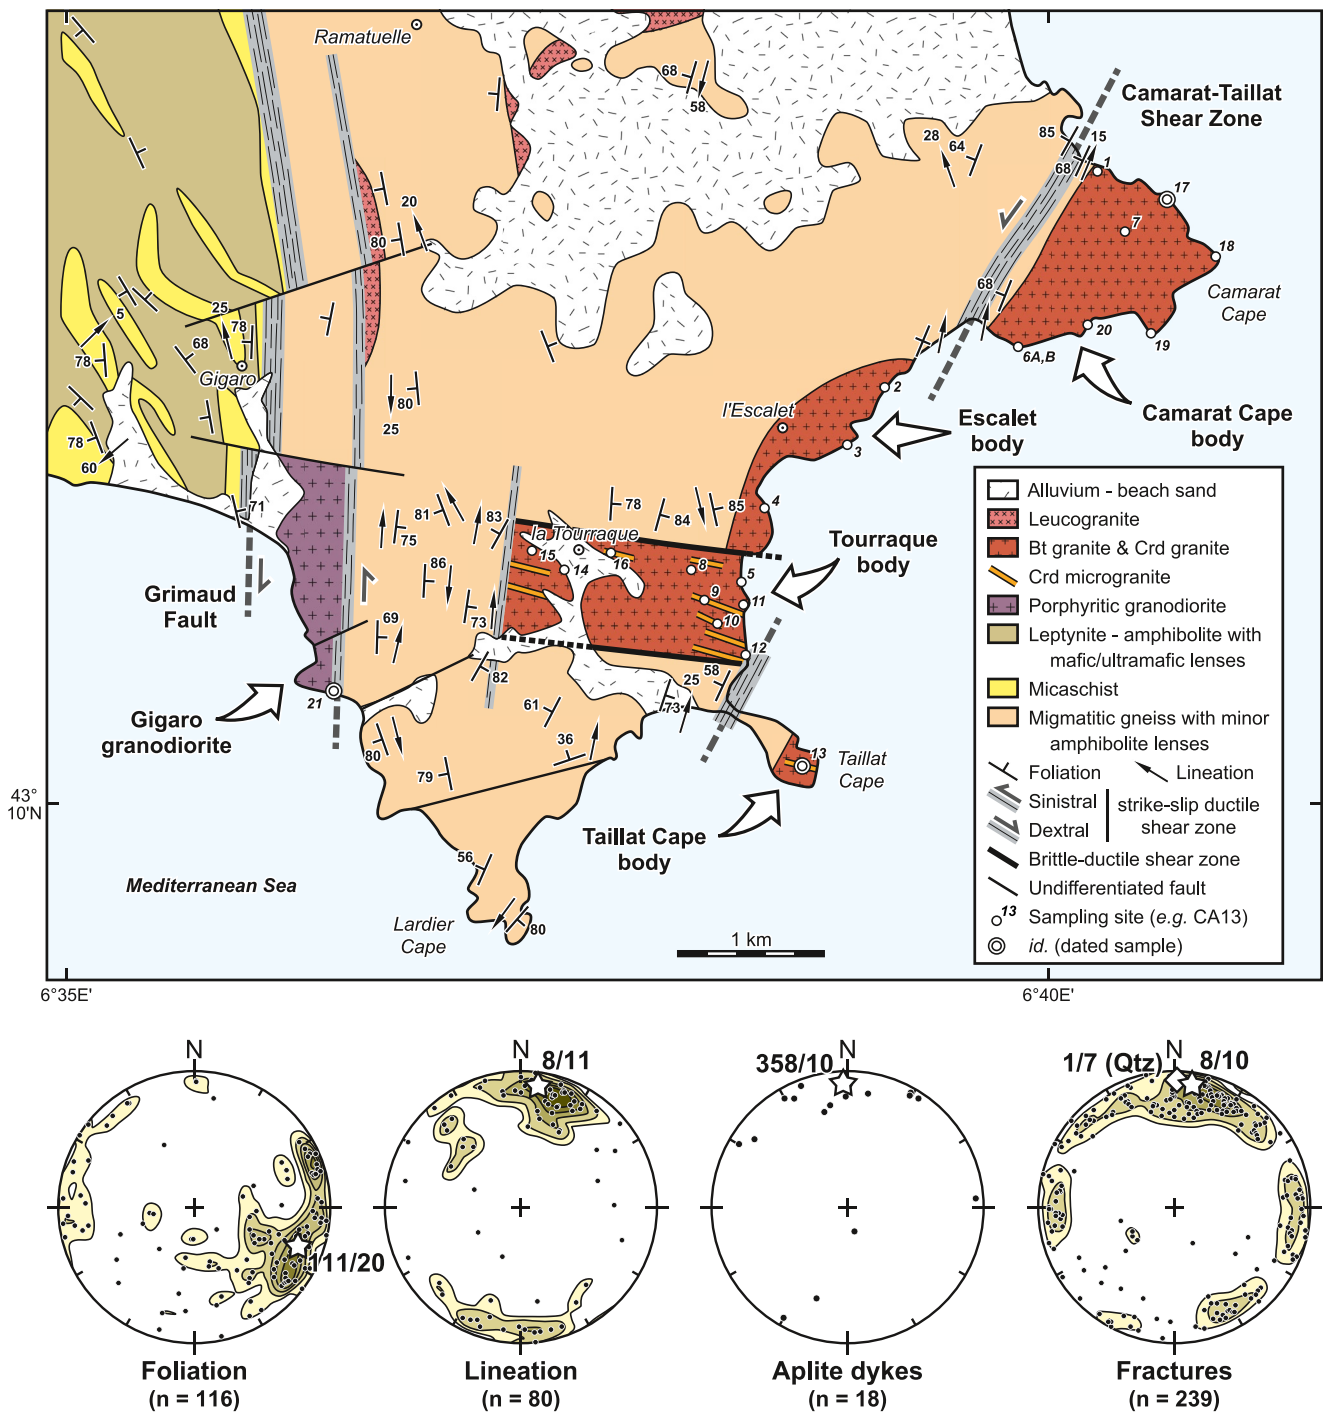 Ramatuelle
Camarat-Taillat
Shear Zone
68
58
28
64
85
15
68
1
17
7
18
20
80
68
Camarat
Cape
5
25
78
68
78
Gigaro
20
19
6A,B
2
l'Escalet
3
Escalet
body
Camarat Cape
body
80
25
78
60
71
4
81
75
83
78
84
85
la Tourraque
15
16
14
8
5
9
11
10
12
Tourraque
body
86
73
69
Grimaud
Fault
82
58
25
73
61
36
21
Gigaro
granodiorite
80
79
13
Taillat
Cape
Taillat Cape
body
56
80
Lardier
Cape
Mediterranean Sea
1 km
43°
10'N
6°35E'
6°40E'
Alluvium - beach sand
Leucogranite
Bt granite & Crd granite
Crd microgranite
Porphyritic granodiorite
Leptynite - amphibolite with
mafic/ultramafic lenses
Micaschist
Migmatitic gneiss with minor
amphibolite lenses
Foliation
Lineation
Sinistral
Dextral
strike-slip ductile
shear zone
Brittle-ductile shear zone
Undifferentiated fault
13 Sampling site (e.g. CA13)
id. (dated sample)
N
111/20
Foliation
(n = 116)
N
8/11
Lineation
(n = 80)
N
358/10
Aplite dykes
(n = 18)
N
1/7 (Qtz)
8/10
Fractures
(n = 239)